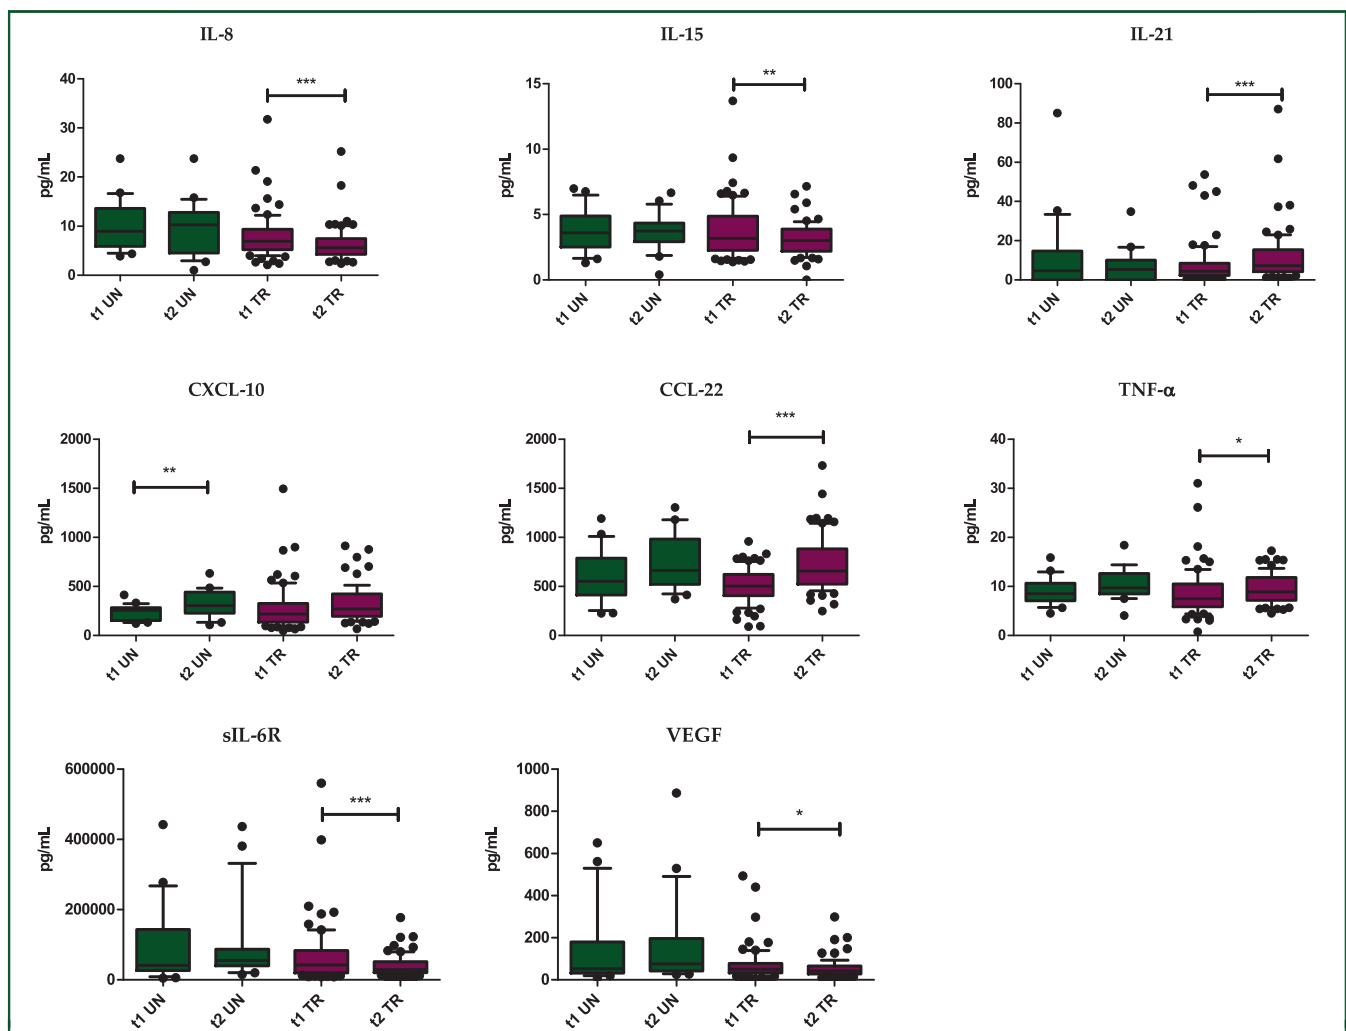 IL-8
IL-15
IL-21
40
30
20
10
0
pg/mL
***
t1 UN
t2 UN
t1 TR
t2 TR
15
10
5
0
pg/mL
**
t1 UN
t2 UN
t1 TR
t2 TR
100
80
60
40
20
0
pg/mL
***
t1 UN
t2 UN
t1 TR
t2 TR
CXCL-10
CCL-22
TNF-α
2000
1500
1000
500
0
pg/mL
**
t1 UN
t2 UN
t1 TR
t2 TR
2000
1500
1000
500
0
pg/mL
***
t1 UN
t2 UN
t1 TR
t2 TR
40
30
20
10
0
pg/mL
*
t1 UN
t2 UN
t1 TR
t2 TR
sIL-6R
VEGF
600000
400000
200000
0
pg/mL
***
t1 UN
t2 UN
t1 TR
t2 TR
1000
800
600
400
200
0
pg/mL
*
t1 UN
t2 UN
t1 TR
t2 TR